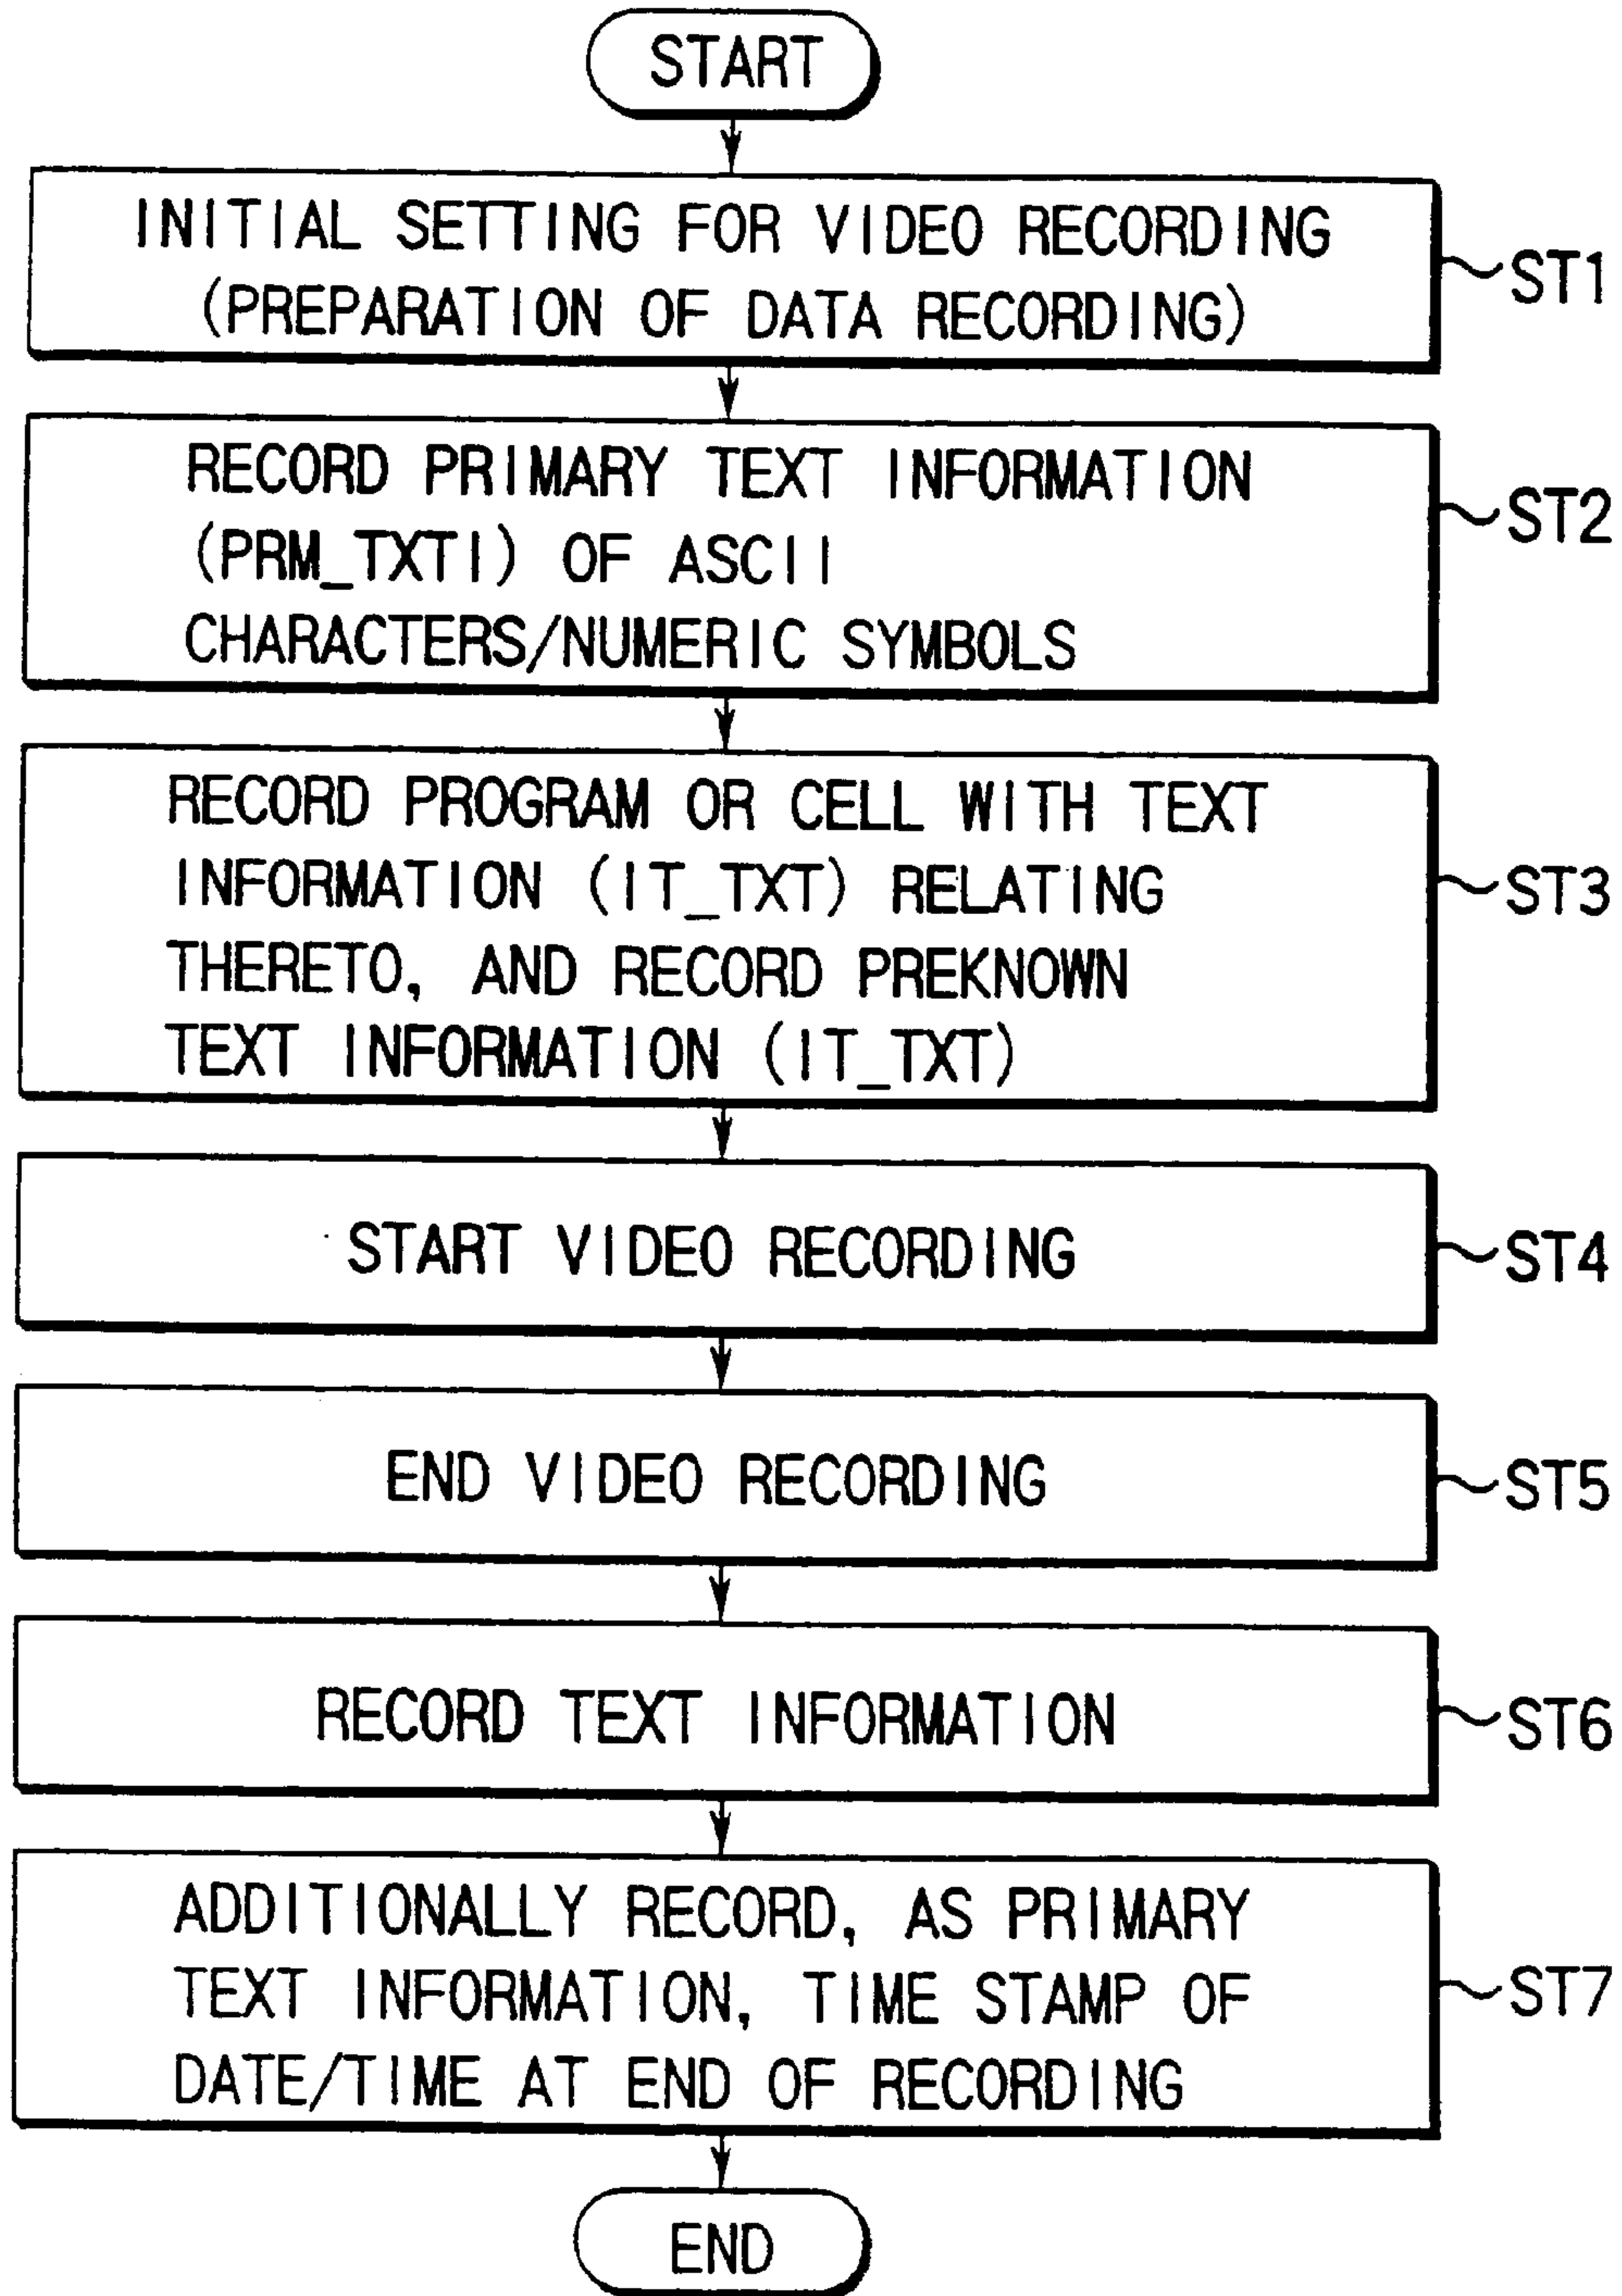 START
INITIAL SETTING FOR VIDEO RECORDING
(PREPARATION OF DATA RECORDING)
ST1
RECORD PRIMARY TEXT INFORMATION
(PRM_TXTI) OF ASCII
CHARACTERS/NUMERIC SYMBOLS
ST2
RECORD PROGRAM OR CELL WITH TEXT
INFORMATION (IT_TXT) RELATING
THERETO, AND RECORD PREKNOWN
TEXT INFORMATION (IT_TXT)
ST3
START VIDEO RECORDING
ST4
END VIDEO RECORDING
ST5
RECORD TEXT INFORMATION
ST6
ADDITIONALLY RECORD, AS PRIMARY
TEXT INFORMATION, TIME STAMP OF
DATE/TIME AT END OF RECORDING
ST7
END